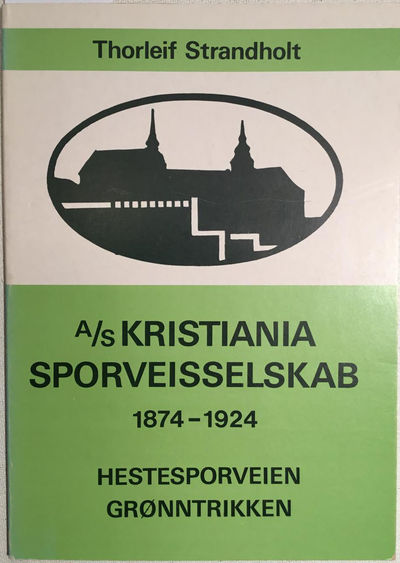 Thorleif Strandholt
A/S KRISTIANIA
SPORVEISSELSKAB
1874–1924
HESTESPORVEIEN
GRØNNTRIKKEN